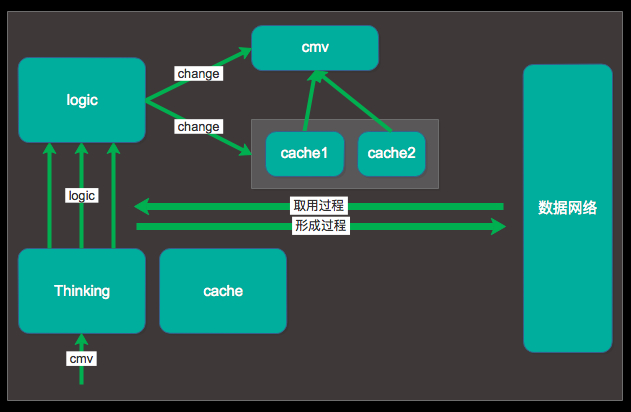 cmv
change
logic
change
cache1
cache2
logic
取用过程
形成过程
数据网络
Thinking
cache
cmv